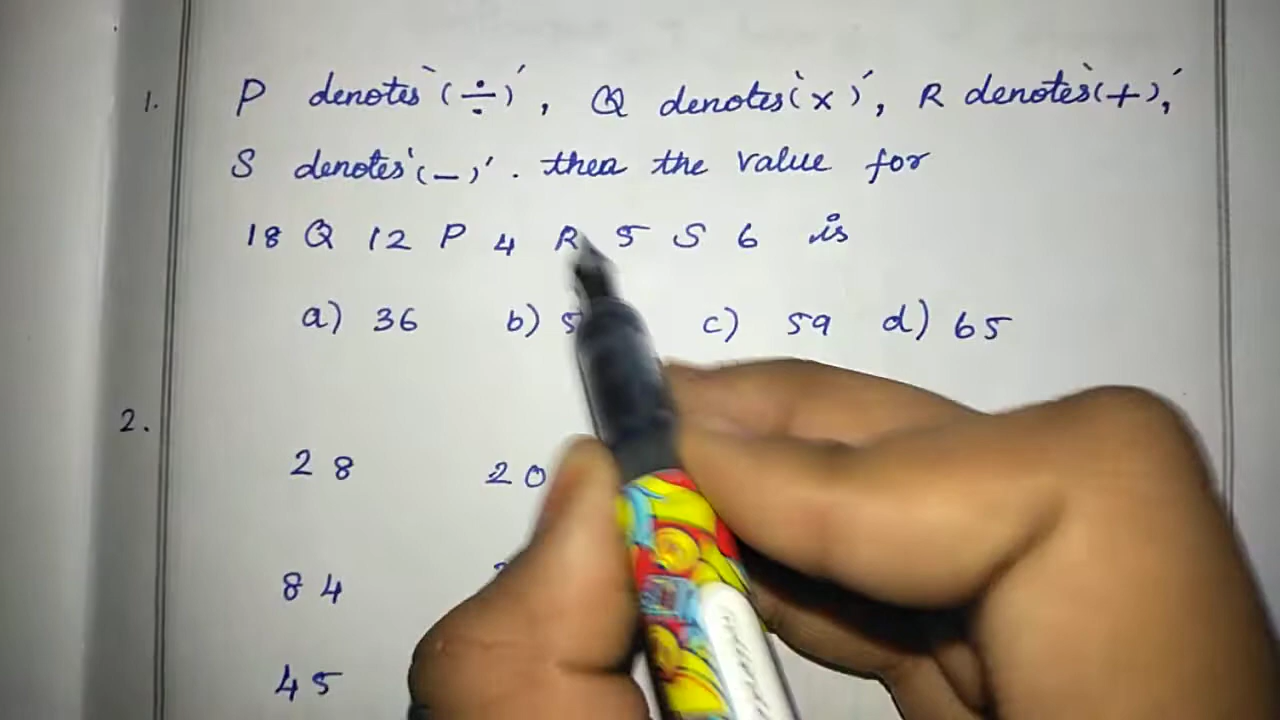 1. P denotes '(÷)', Q denotes '(×)', R denotes '(+)',
S denotes '(−)'. then the value for
18 Q 12 P 4 R 5 S 6 is
a) 36 b) 5 c) 59 d) 65
2.
28 20
84
45